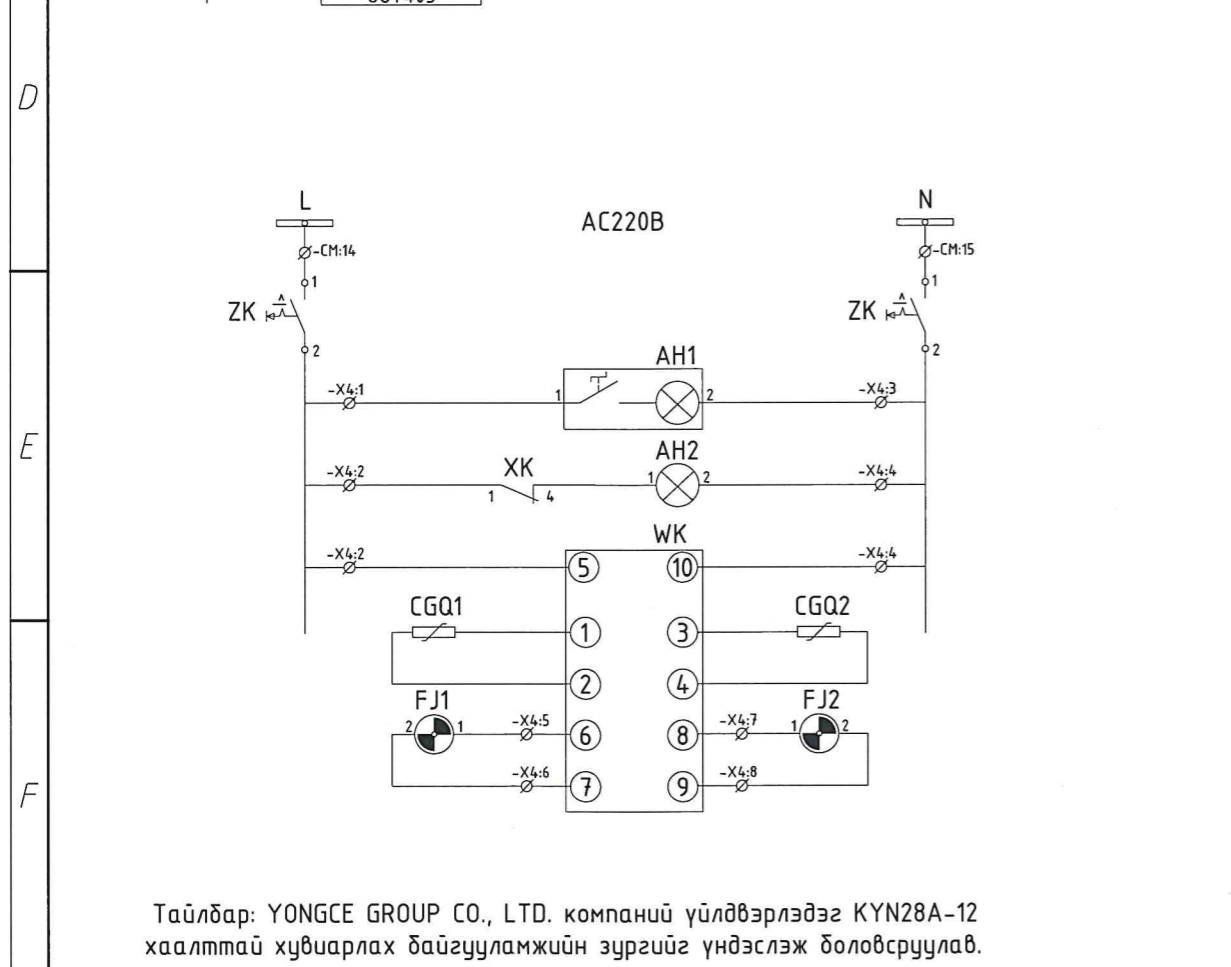 D
L
AC220B
N
-CM:14
-CM:15
1
1
ZK
ZK
2
2
AH1
-X4:1
1
2
-X4:3
E
AH2
XK
-X4:2
1
4
1
2
-X4:4
WK
-X4:2
5
10
-X4:4
CGQ1
CGQ2
1
3
2
4
FJ1
FJ2
2
1
-X4:5
6
8
-X4:7
1
2
-X4:6
7
9
-X4:8
F
Тайлбар: YONGCE GROUP CO., LTD. компаний үйлдвэрлэдэг KYN28A-12
хаалттай хувиарлах байгууламжийн зургийг үндэслэж боловсруулав.